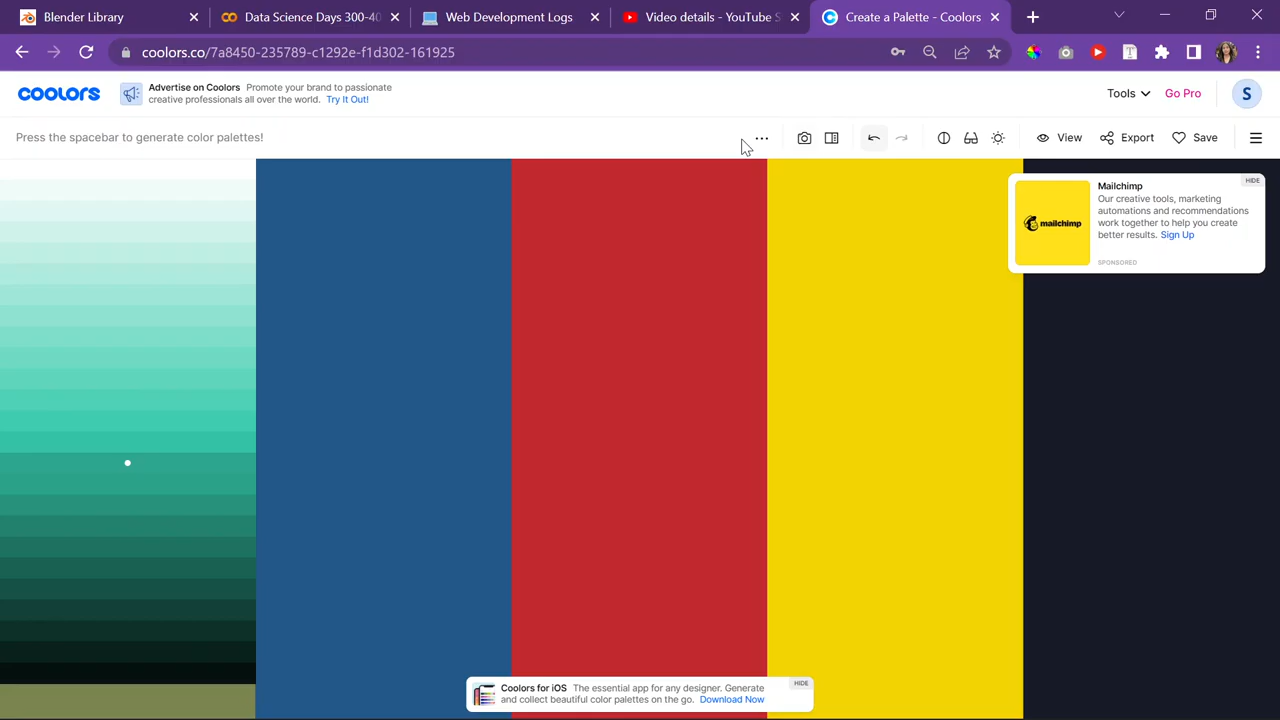 Blender Library
Data Science Days 300-40
Web Development Logs
Video details - YouTube S
Create a Palette - Coolors
coolors.co/7a8450-235789-c1292e-f1d302-161925
coolors
Advertise on Coolors Promote your brand to passionate
creative professionals all over the world. Try It Out!
Tools
Go Pro
S
Press the spacebar to generate color palettes!
View
Export
Save
HIDE
mailchimp
Mailchimp
Our creative tools, marketing
automations and recommendations
work together to help you create
better results. Sign Up
SPONSORED
Coolors for iOS The essential app for any designer. Generate
and collect beautiful color palettes on the go. Download Now
HIDE